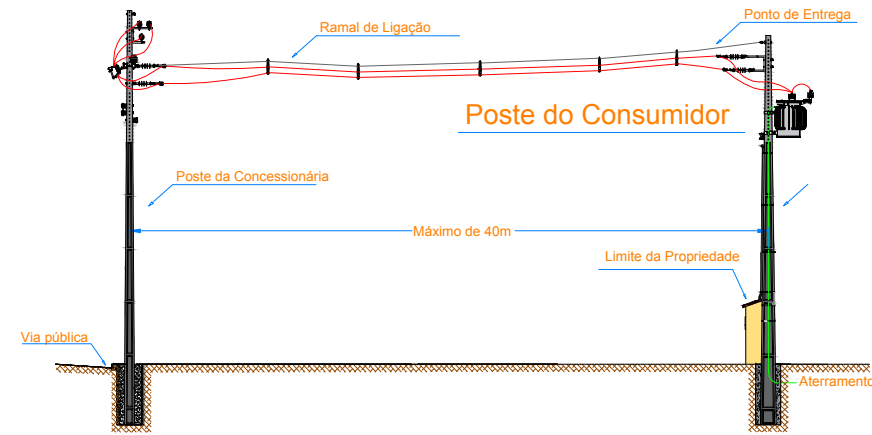 Ramal de Ligação
Ponto de Entrega
Poste do Consumidor
Poste da Concessionária
Máximo de 40m
Limite da Propriedade
Via pública
Aterramento